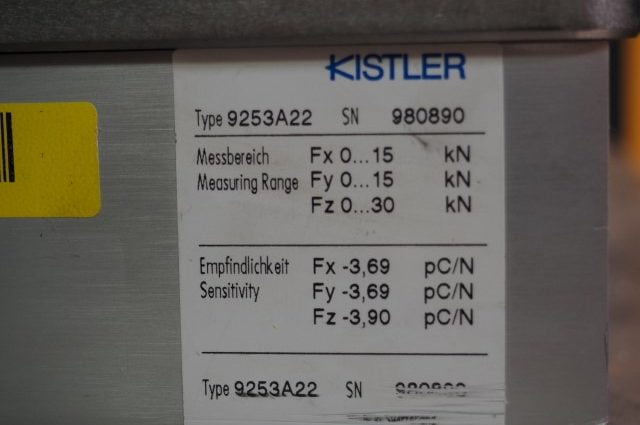 KISTLER
Type 9253A22 SN 980890
Messbereich Fx 0...15 kN
Measuring Range Fy 0...15 kN
Fz 0...30 kN
Empfindlichkeit Fx -3,69 pC/N
Sensitivity Fy -3,69 pC/N
Fz -3,90 pC/N
Type 9253A22 SN 980890